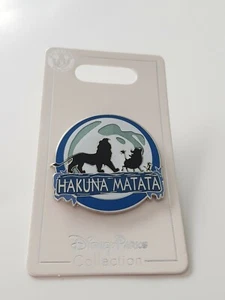 HAKUNA MATATA
Disney Parks
Collection